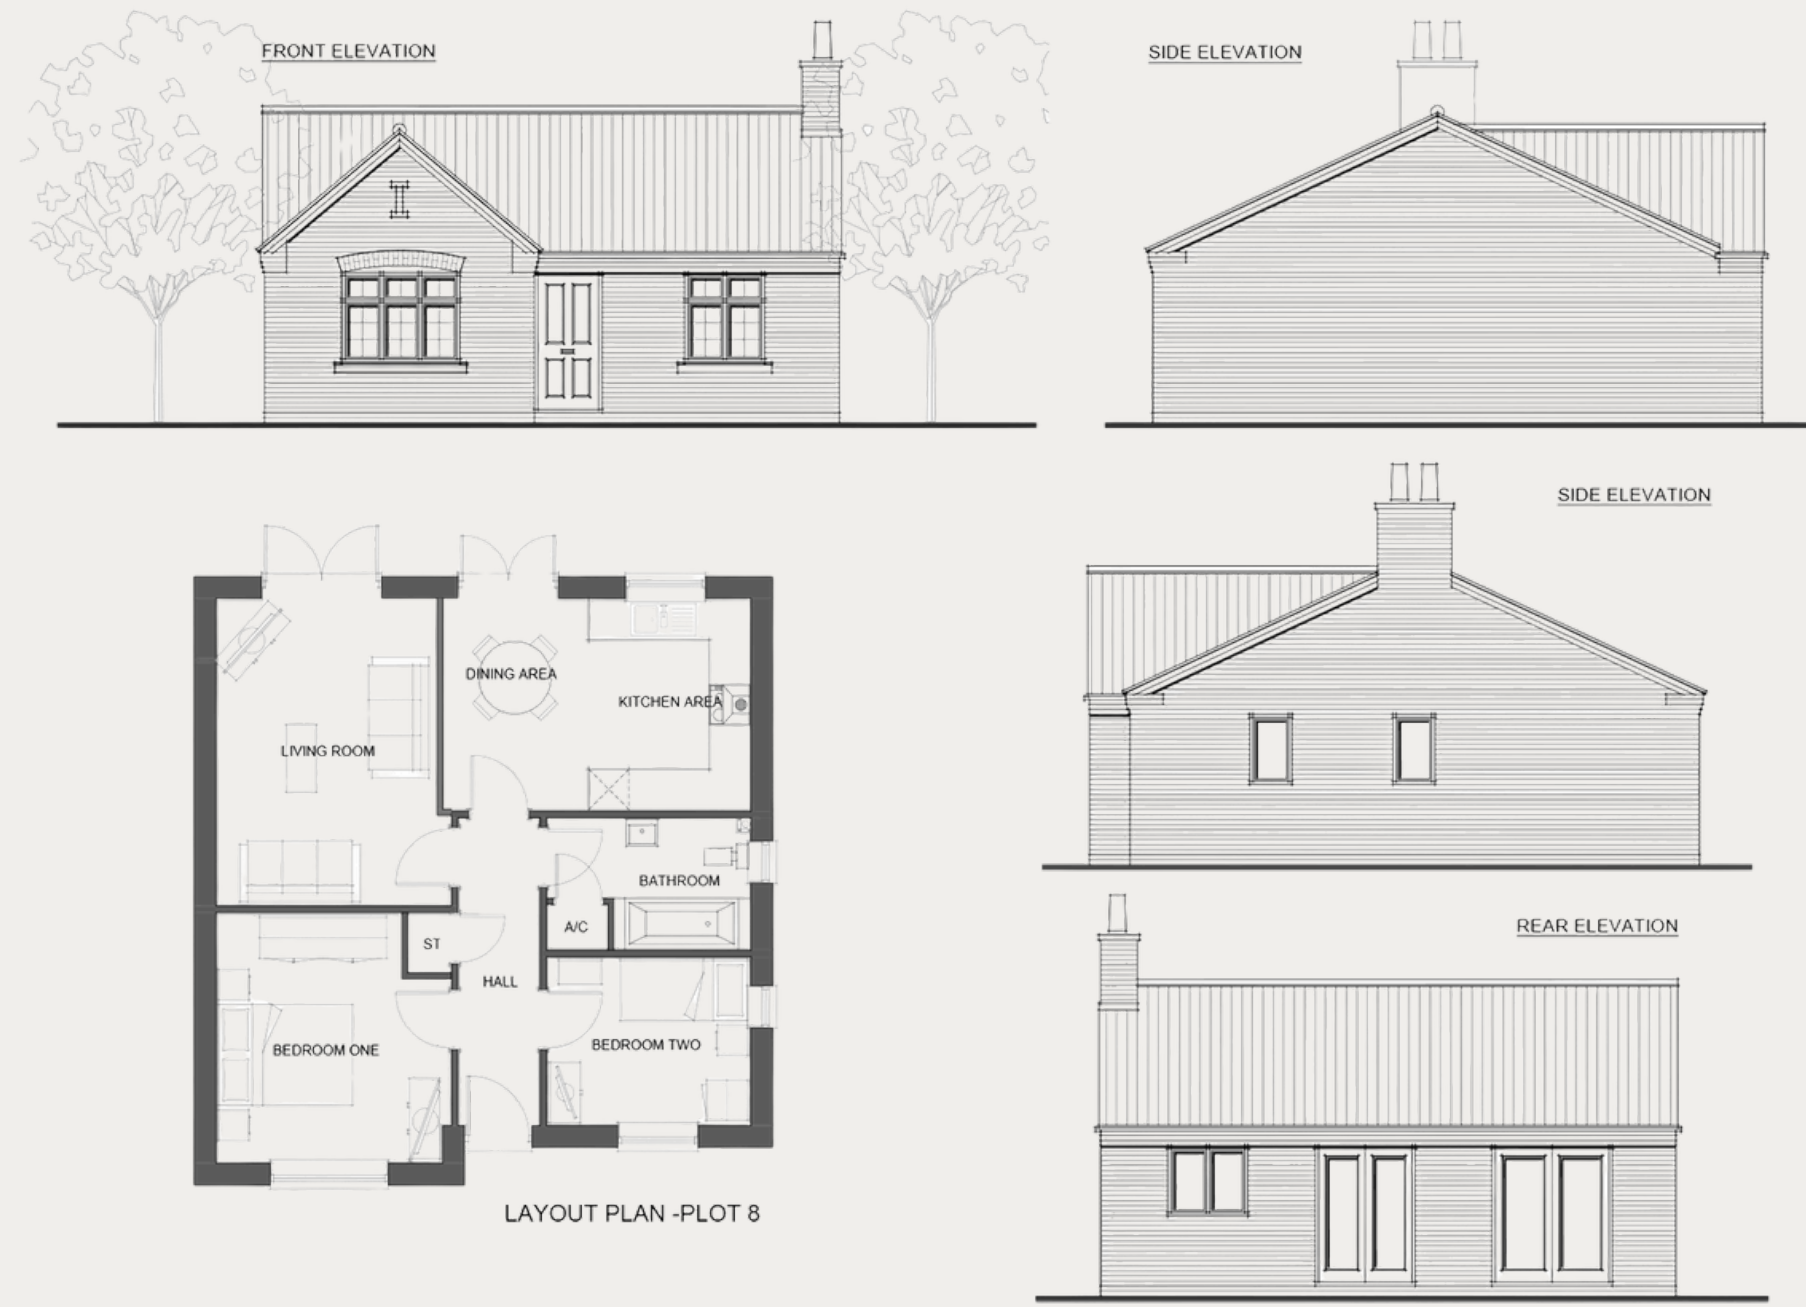 FRONT ELEVATION
SIDE ELEVATION
SIDE ELEVATION
DINING AREA
KITCHEN AREA
LIVING ROOM
BATHROOM
A/C
ST
HALL
BEDROOM ONE
BEDROOM TWO
LAYOUT PLAN -PLOT 8
REAR ELEVATION